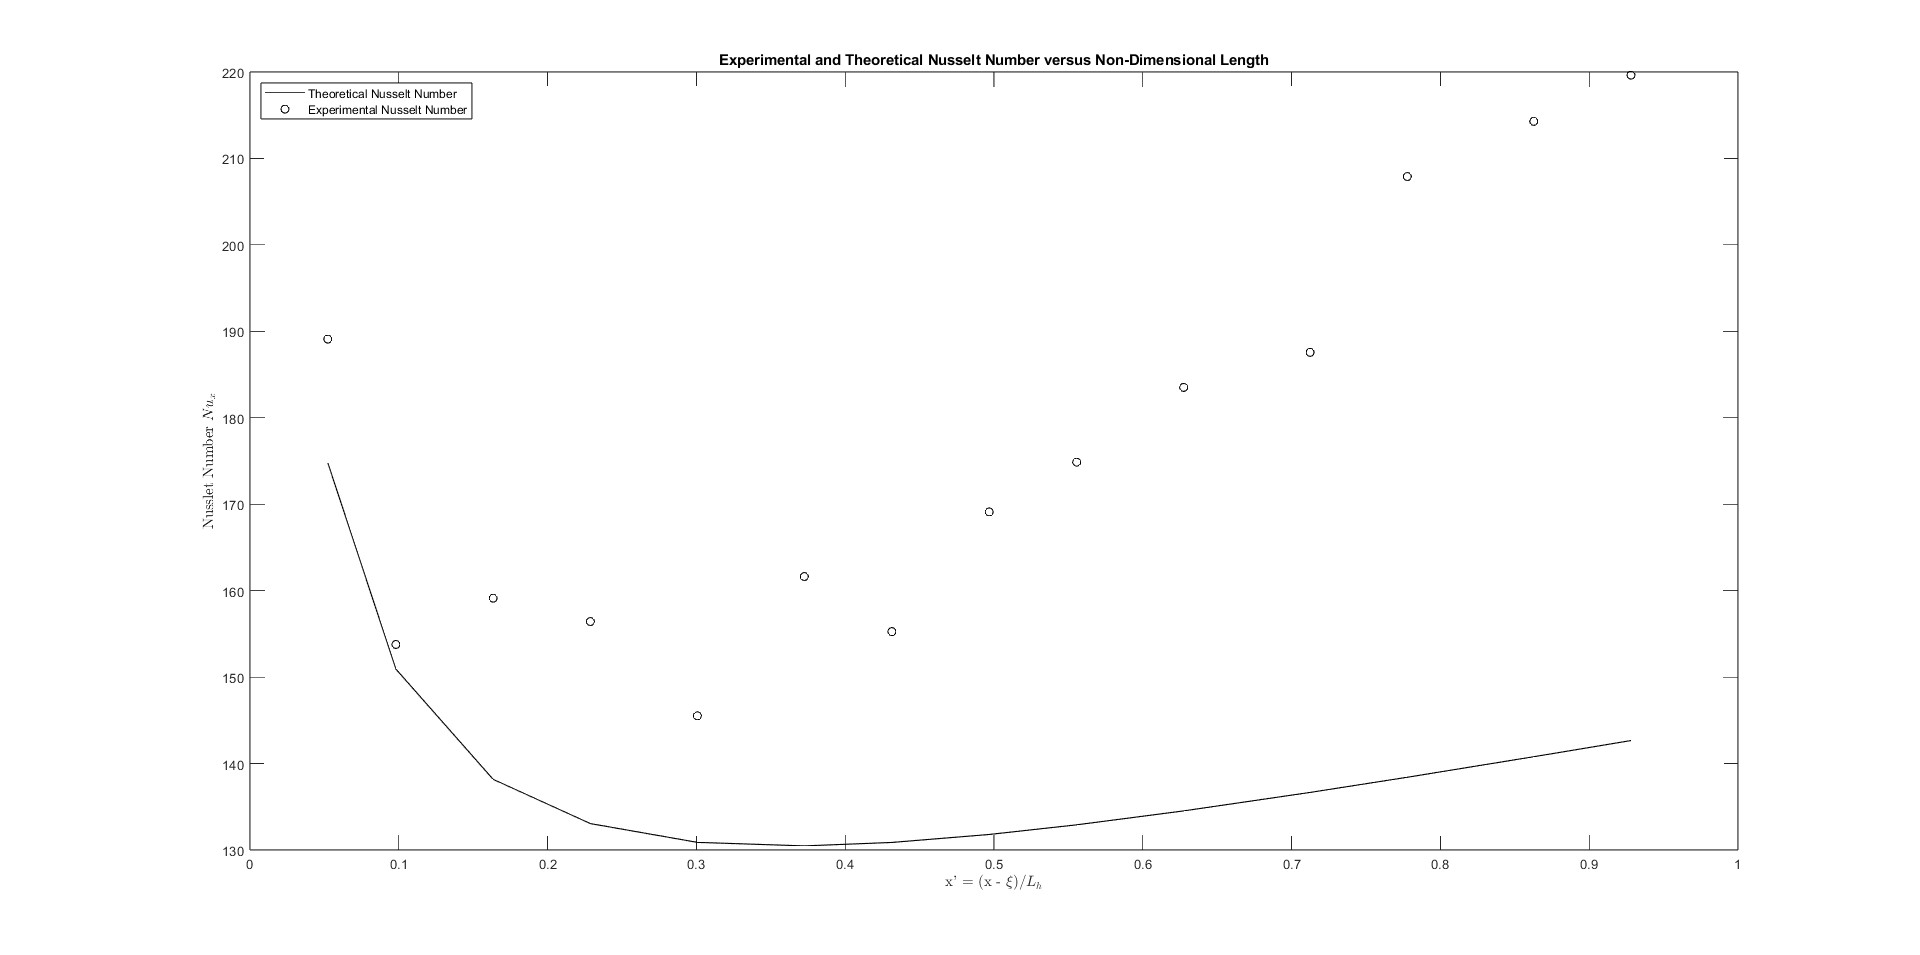 Experimental and Theoretical Nusselt Number versus Non-Dimensional Length
Theoretical Nusselt Number
Experimental Nusselt Number
220
210
200
190
180
170
160
150
140
130
Nusslet Number Nuₓ
0 0.1 0.2 0.3 0.4 0.5 0.6 0.7 0.8 0.9 1
x' = (x - ξ)/Lₕ